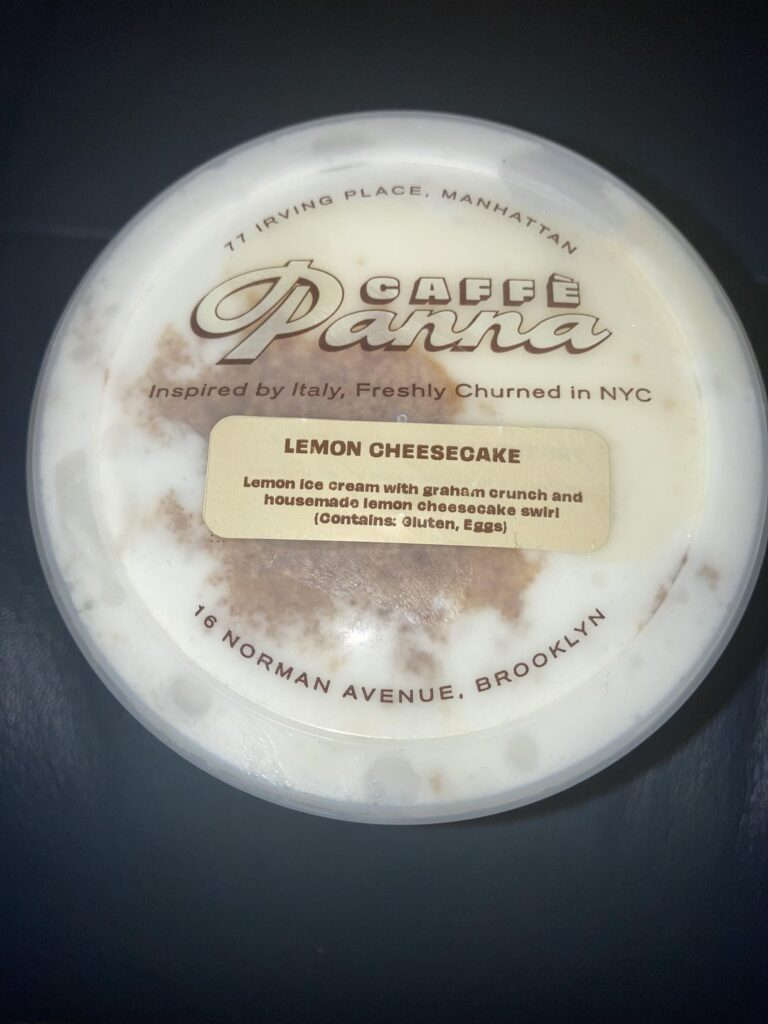 77 IRVING PLACE, MANHATTAN
CAFFÈ
Panna
Inspired by Italy, Freshly Churned in NYC
LEMON CHEESECAKE
Lemon ice cream with graham crunch and
housemade lemon cheesecake swirl
(Contains: Gluten, Eggs)
16 NORMAN AVENUE, BROOKLYN